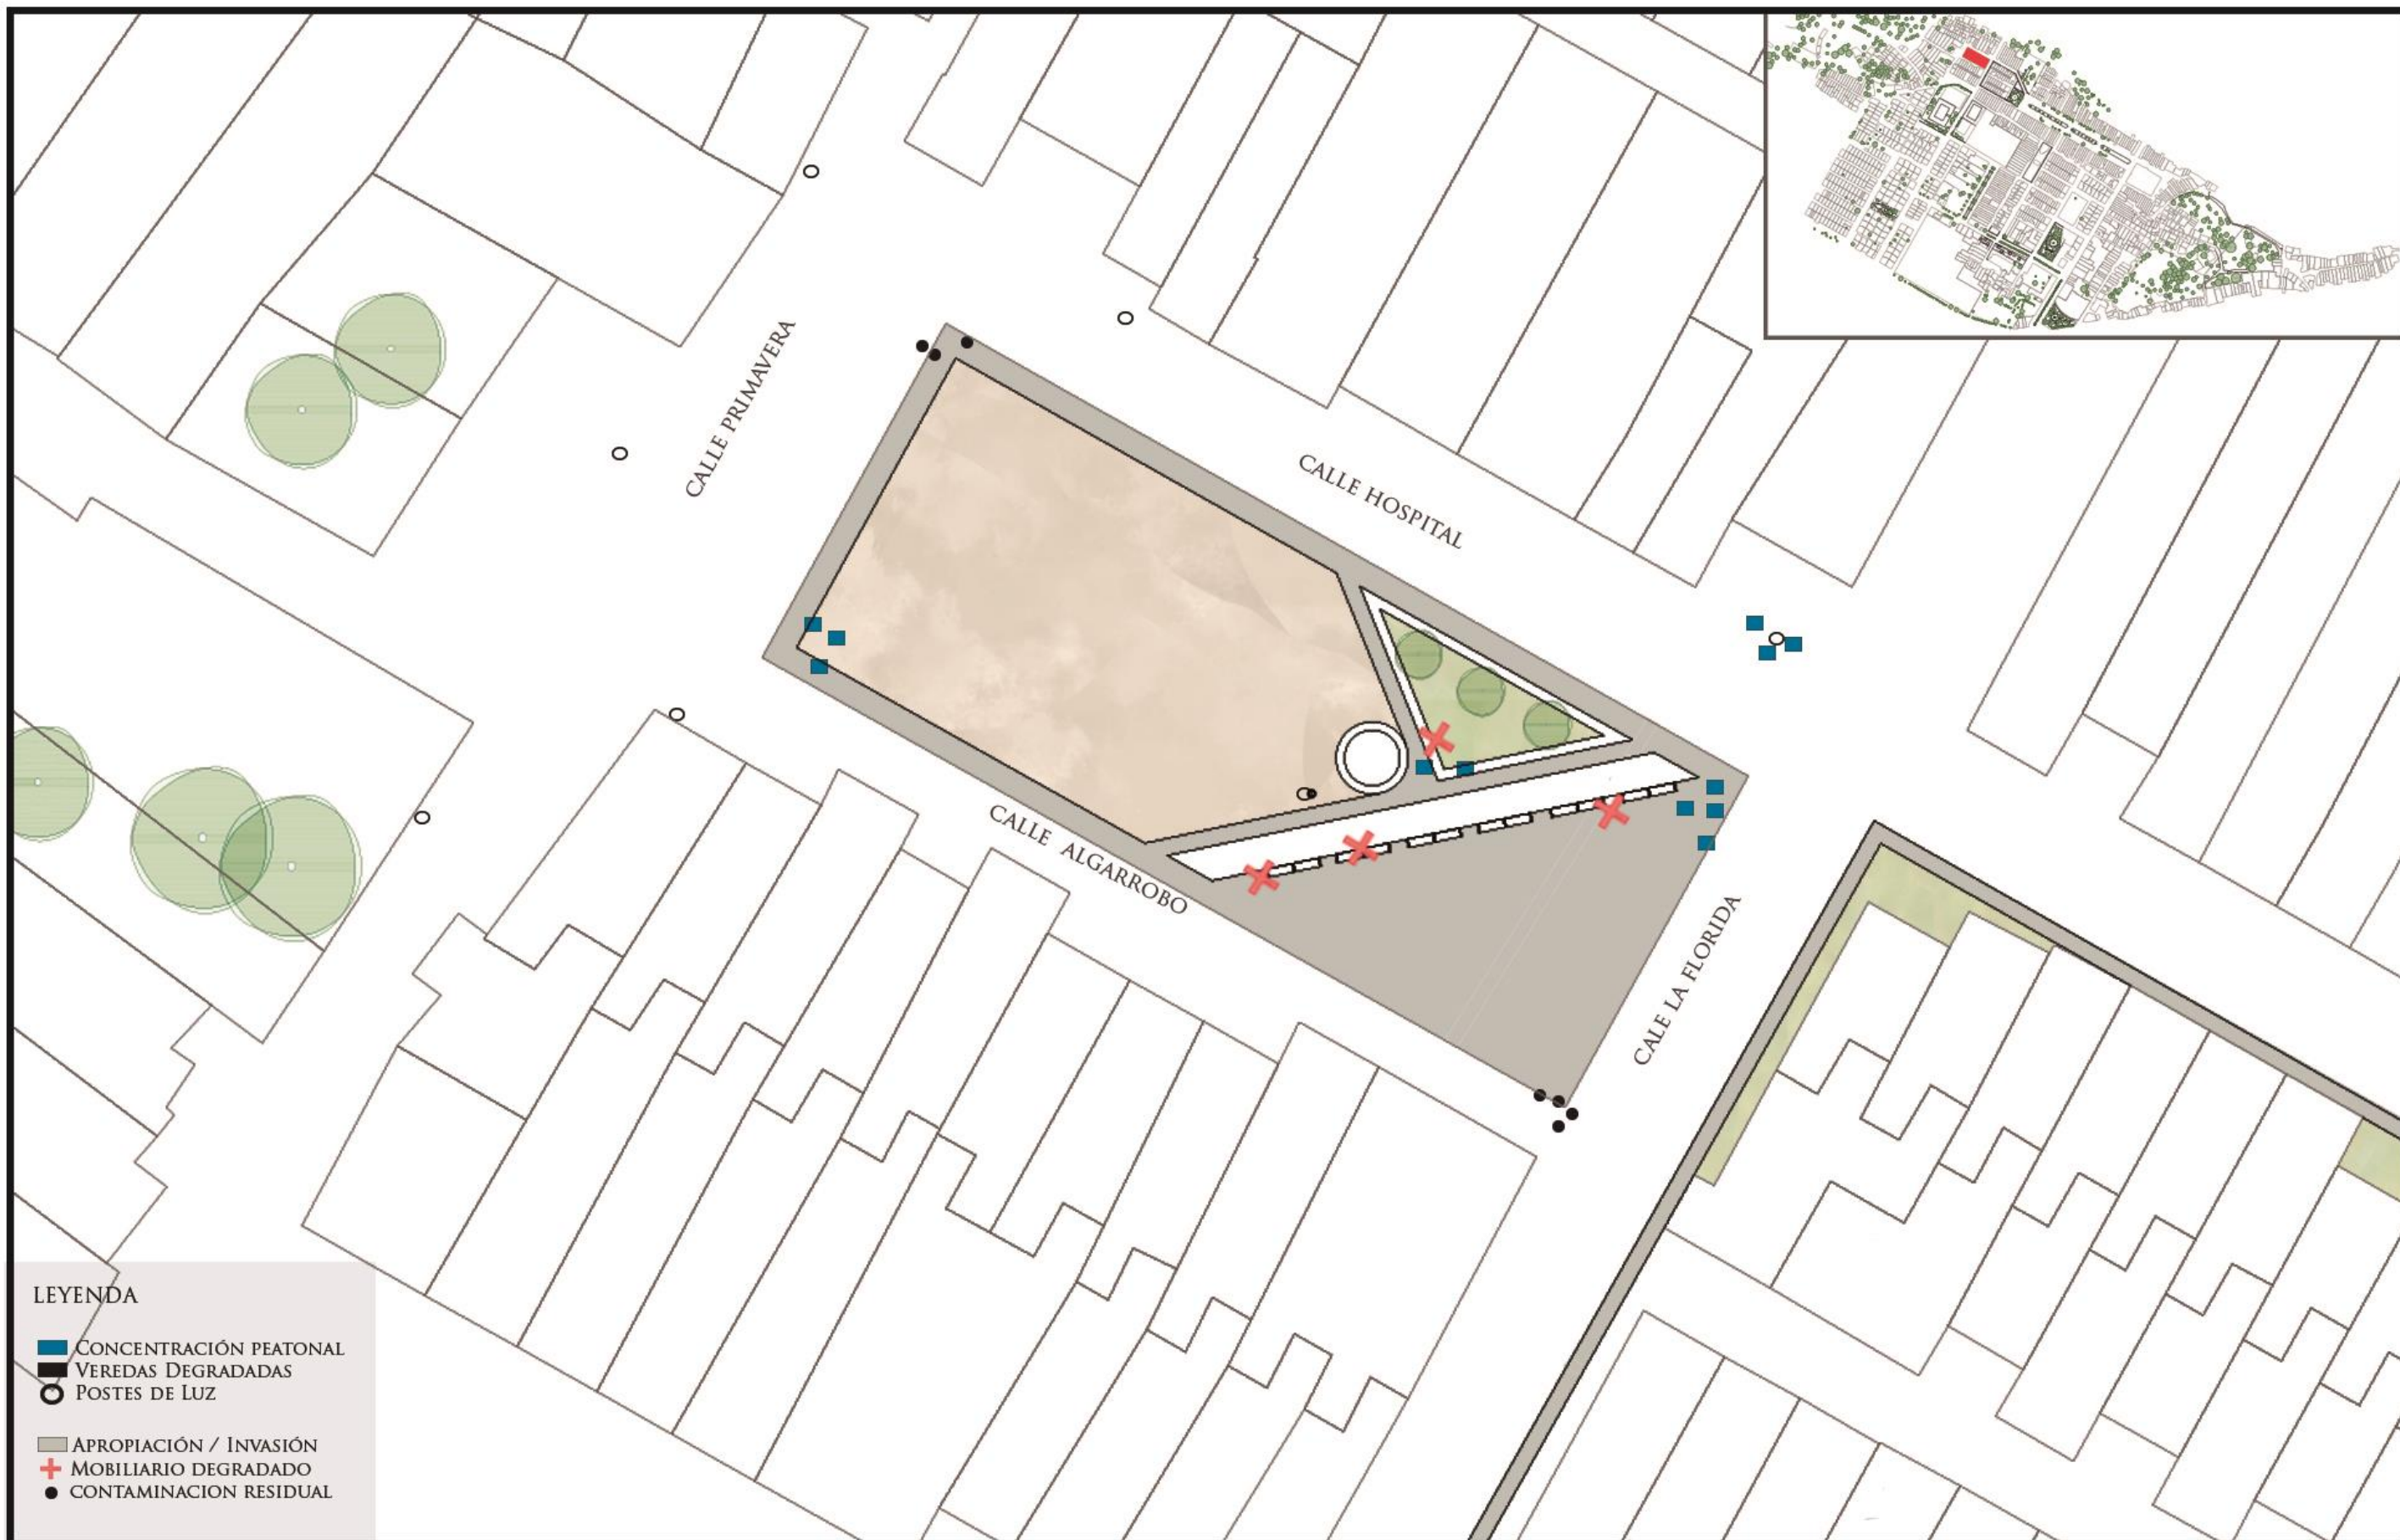 CALLE PRIMAVERA
CALLE HOSPITAL
CALLE ALGARROBO
CALE LA FLORIDA
LEYENDA
CONCENTRACIÓN PEATONAL
VEREDAS DEGRADADAS
POSTES DE LUZ
APROPIACIÓN / INVASIÓN
MOBILIARIO DEGRADADO
CONTAMINACION RESIDUAL